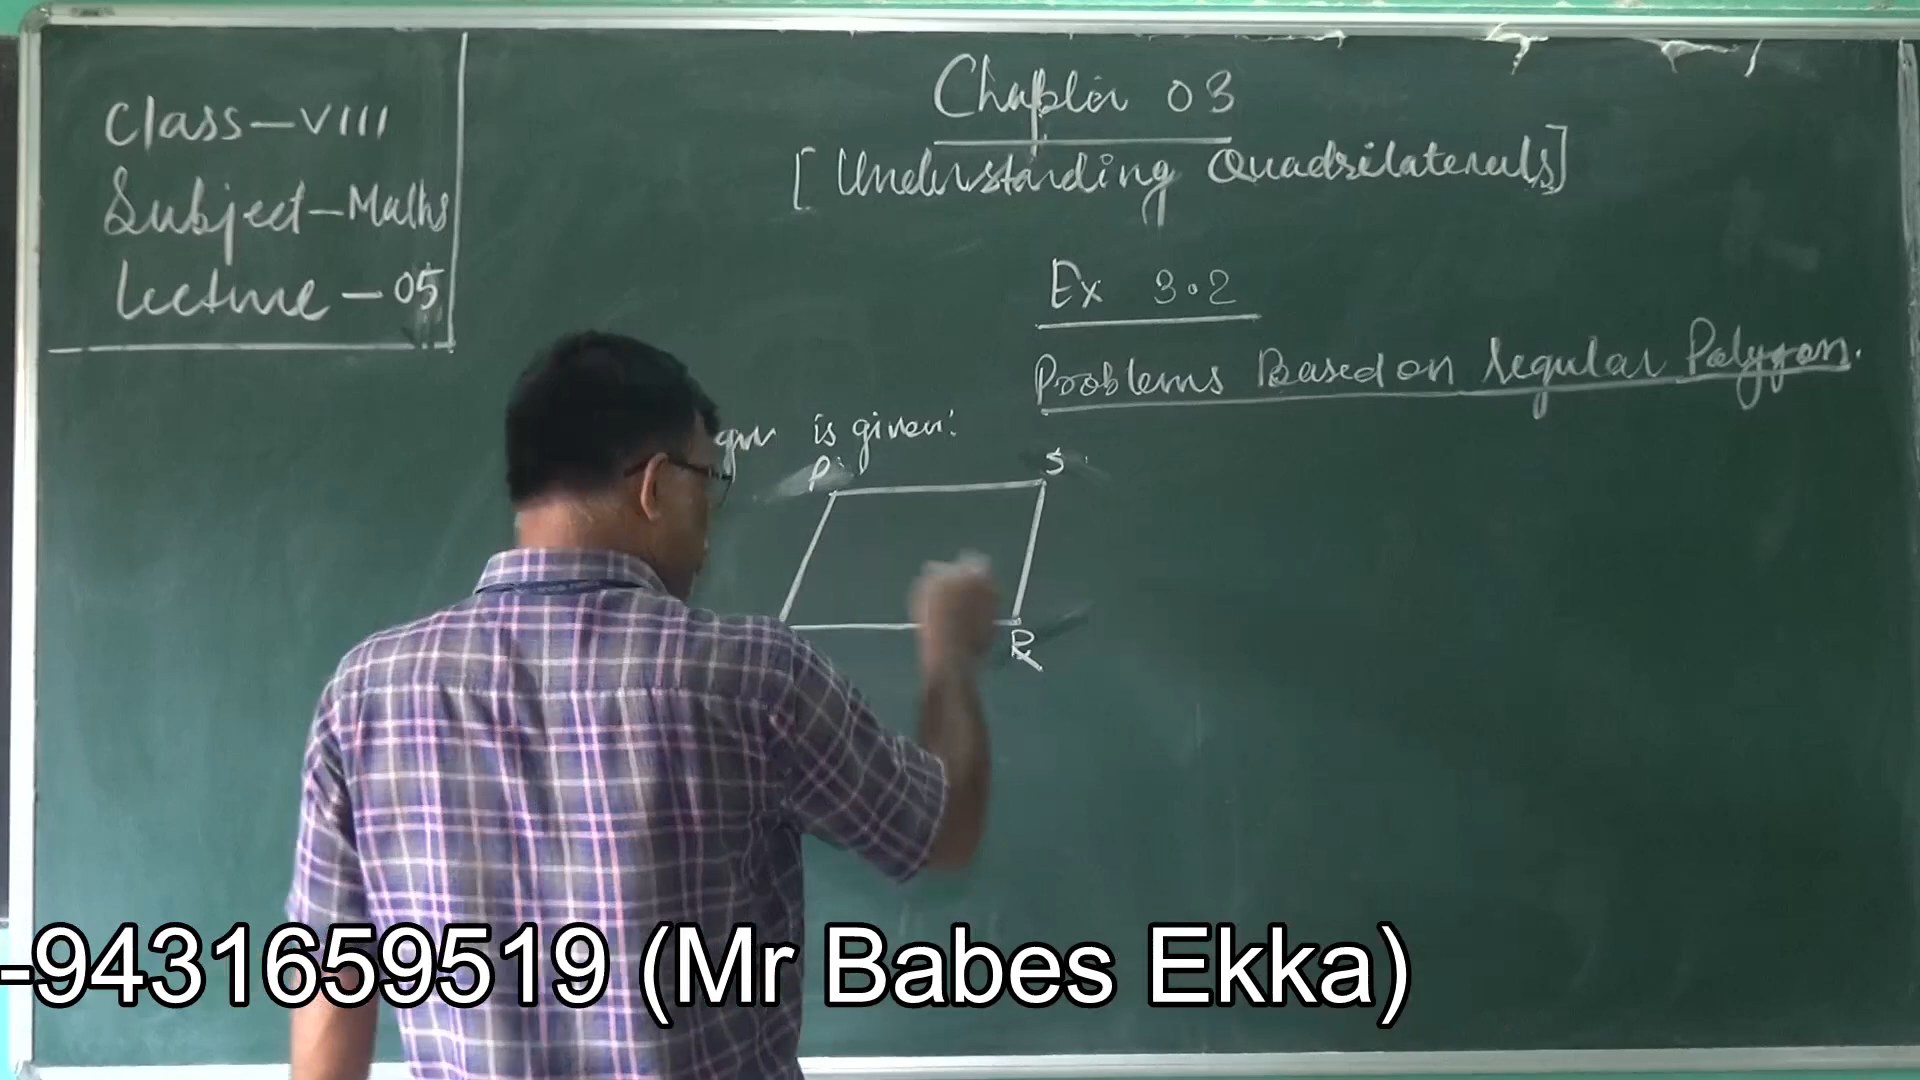 Class-VIII
Subject-Maths
Lecture-05
Chapter 03
[Understanding Quadrilaterals]
Ex 3.2
Problems Based on regular Polygon.
is given:
P
S
R
-9431659519 (Mr Babes Ekka)